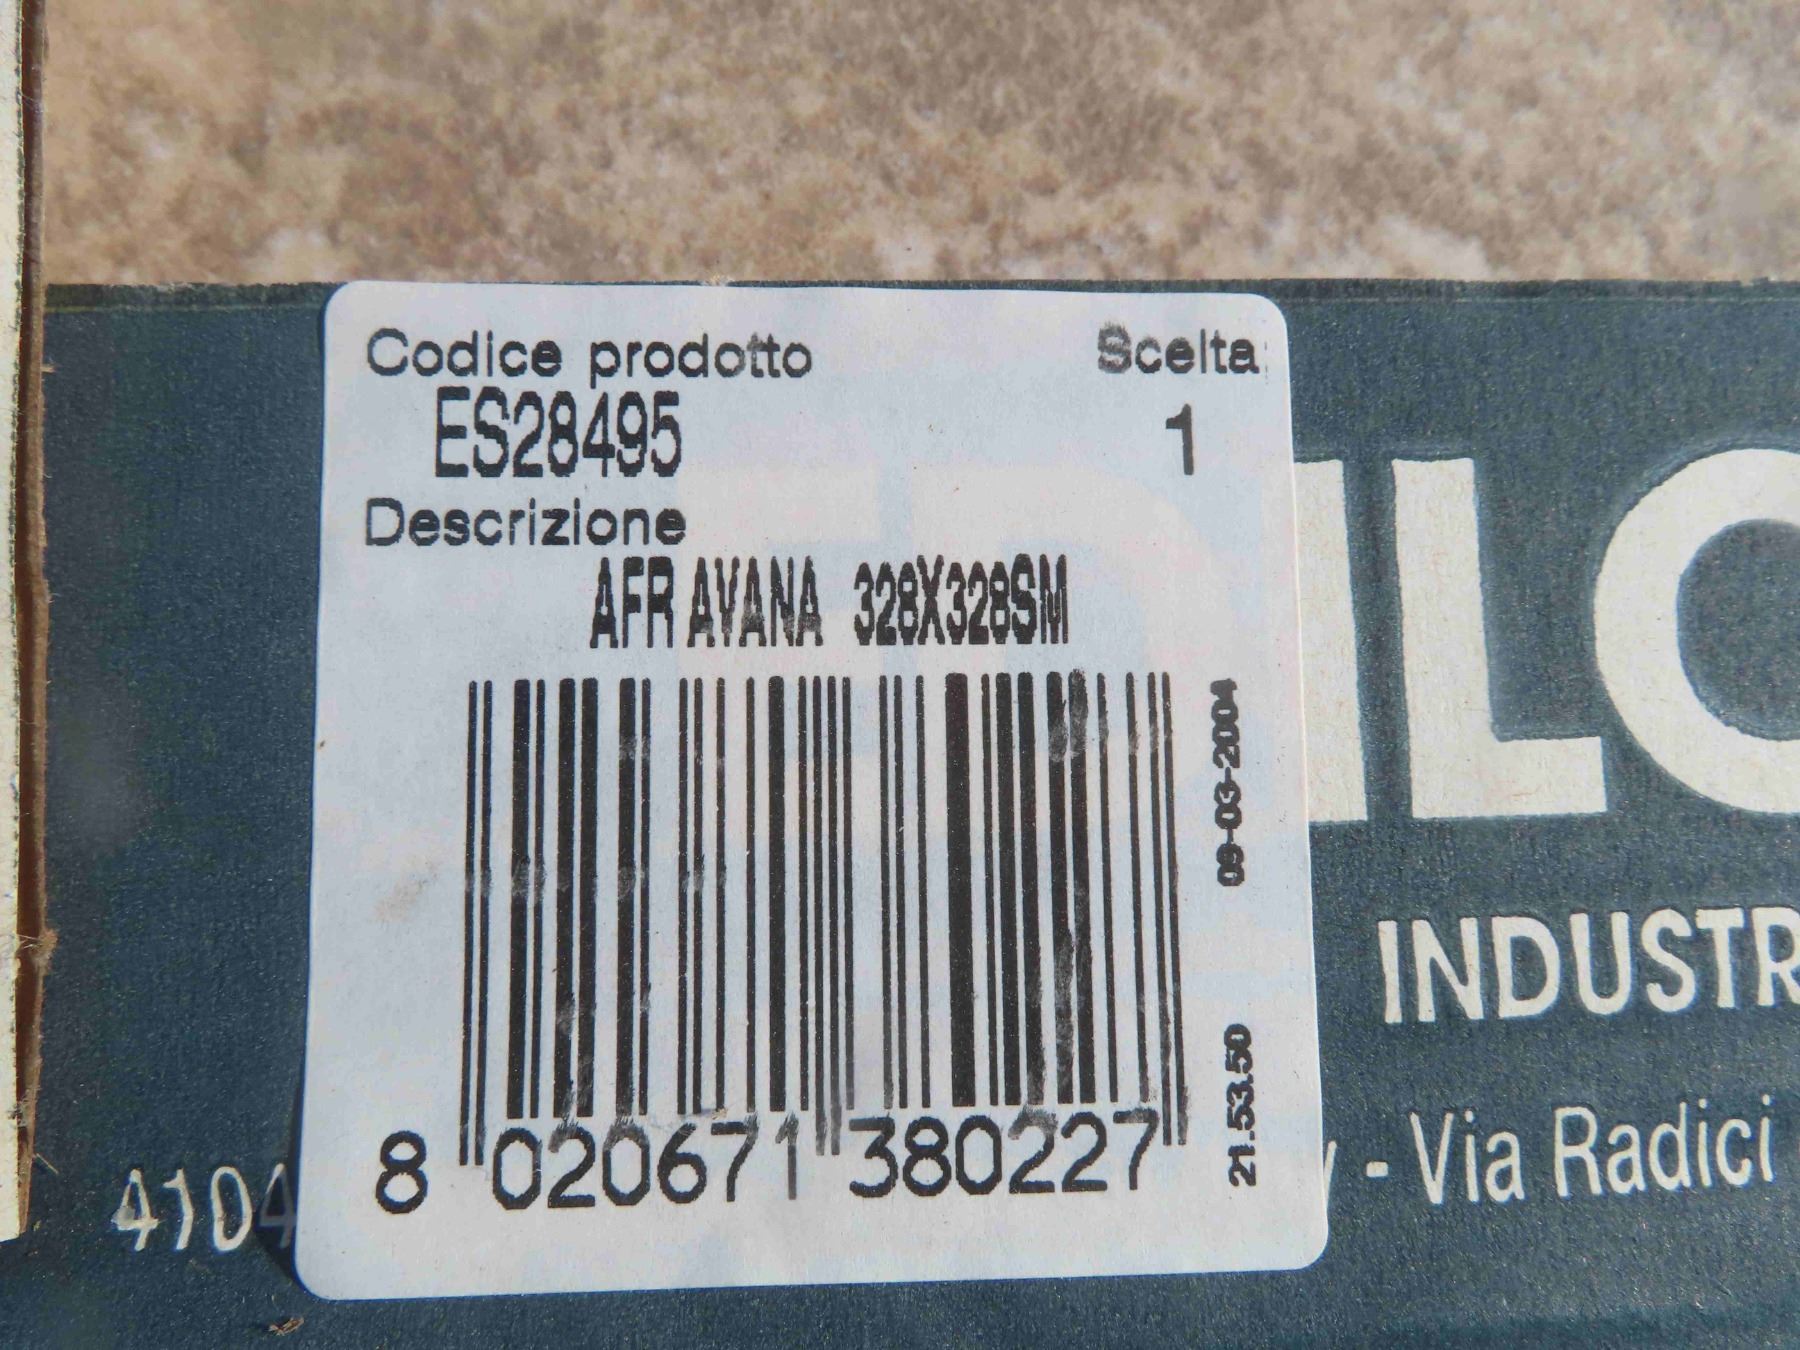 Codice prodotto Scelta
ES28495 1
Descrizione
AFR AVANA 328X328SM
09-03-2004
21.53.50
8 020671 380227
ILO
INDUSTR
4104 - Via Radici